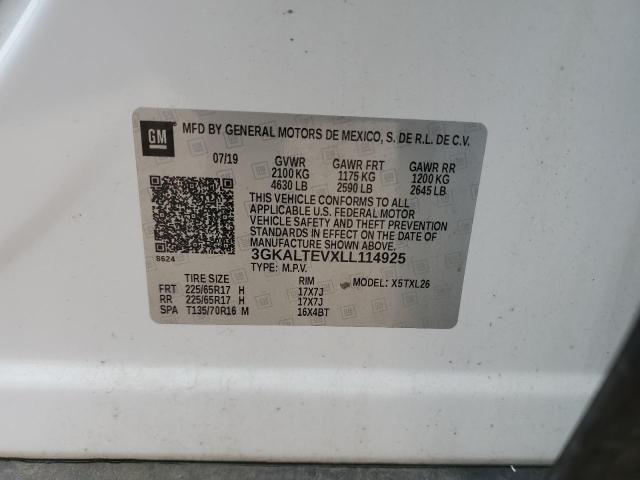 GM MFD BY GENERAL MOTORS DE MEXICO, S. DE R.L. DE C.V.
07/19 GVWR GAWR FRT GAWR RR
2100 KG 1175 KG 1200 KG
4630 LB 2590 LB 2645 LB
THIS VEHICLE CONFORMS TO ALL
APPLICABLE U.S. FEDERAL MOTOR
VEHICLE SAFETY AND THEFT PREVENTION
STANDARDS IN EFFECT ON THE DATE OF
MANUFACTURE SHOWN ABOVE.
3GKALTEVXLL114925
8624
TYPE: M.P.V. MODEL: X5TXL26
TIRE SIZE RIM
FRT 225/65R17 H 17X7J
RR 225/65R17 H 17X7J
SPA T135/70R16 M 16X4BT